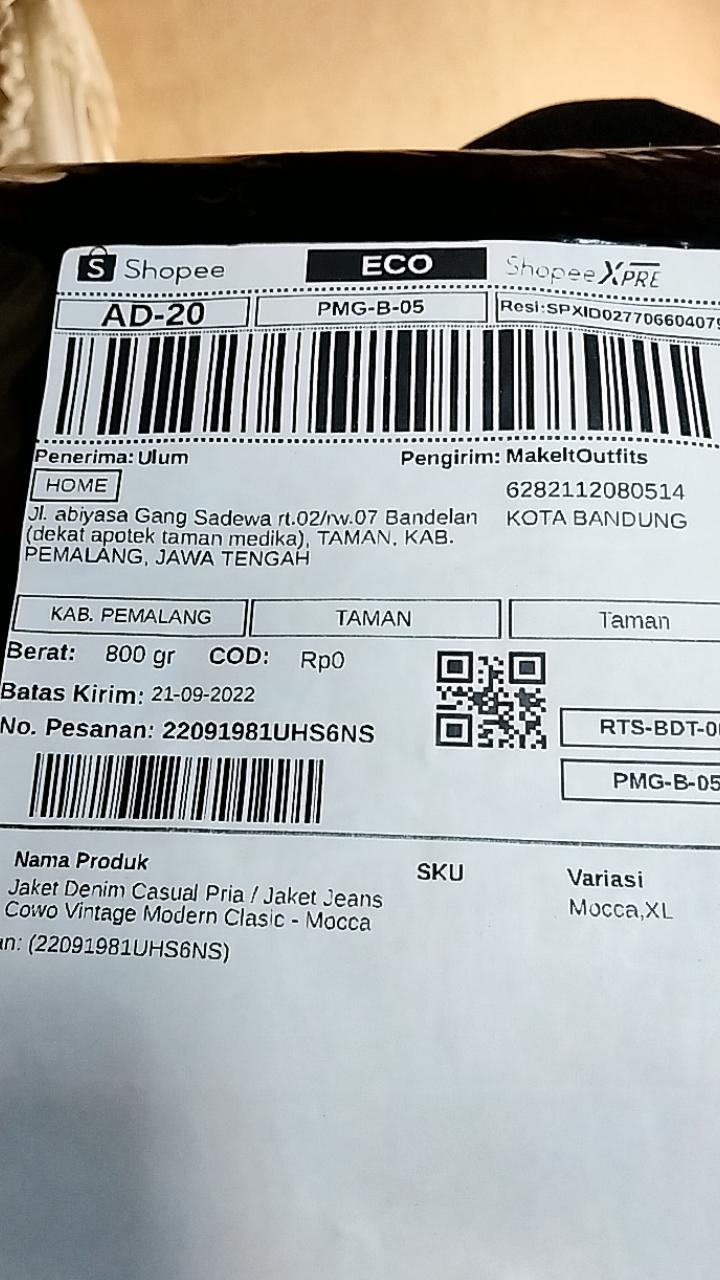 Shopee ECO ShopeeXPRE
AD-20 PMG-B-05 Resi:SPXID02770660407
Penerima: Ulum Pengirim: MakeItOutfits
HOME 6282112080514
Jl. abiyasa Gang Sadewa rt.02/rw.07 Bandelan KOTA BANDUNG
(dekat apotek taman medika), TAMAN, KAB.
PEMALANG, JAWA TENGAH
KAB. PEMALANG TAMAN Taman
Berat: 800 gr COD: Rp0
Batas Kirim: 21-09-2022
No. Pesanan: 22091981UHS6NS RTS-BDT-0
PMG-B-05
Nama Produk SKU Variasi
Jaket Denim Casual Pria / Jaket Jeans Mocca,XL
Cowo Vintage Modern Clasic - Mocca
an: (22091981UHS6NS)